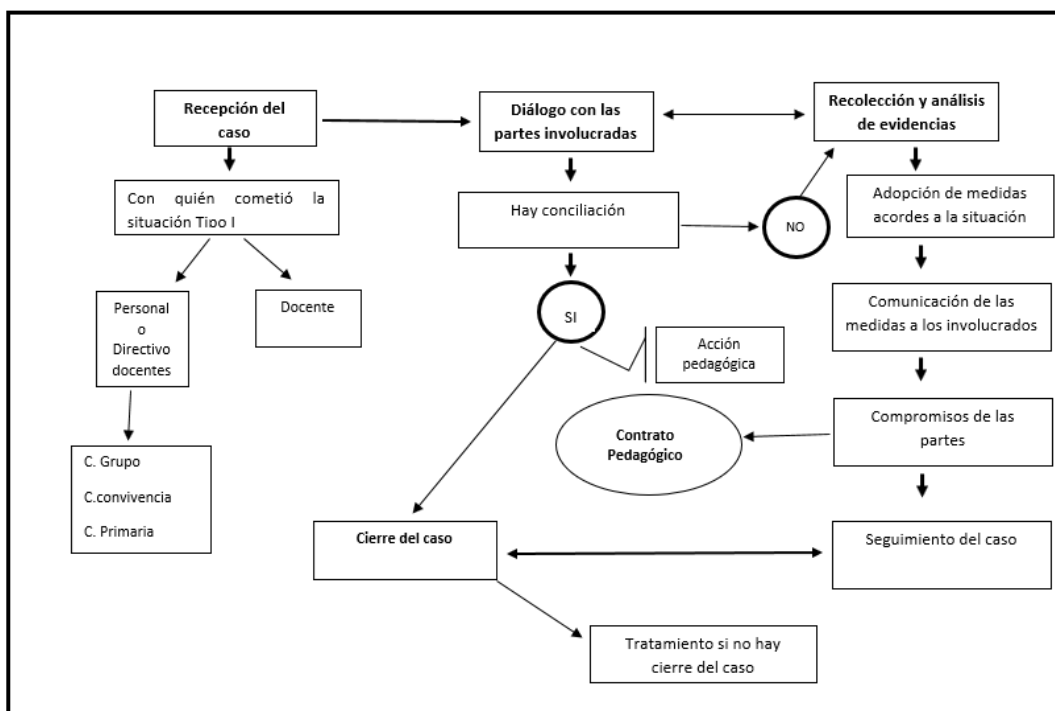 Recepción del
caso
Con quién cometió la
situación Tipo I
Personal
o
Directivo
docentes
Docente
C. Grupo
C.convivencia
C. Primaria
Diálogo con las
partes involucradas
Hay conciliación
NO
SI
Acción
pedagógica
Contrato
Pedagógico
Cierre del caso
Tratamiento si no hay
cierre del caso
Recolección y análisis
de evidencias
Adopción de medidas
acordes a la situación
Comunicación de las
medidas a los involucrados
Compromisos de las
partes
Seguimiento del caso